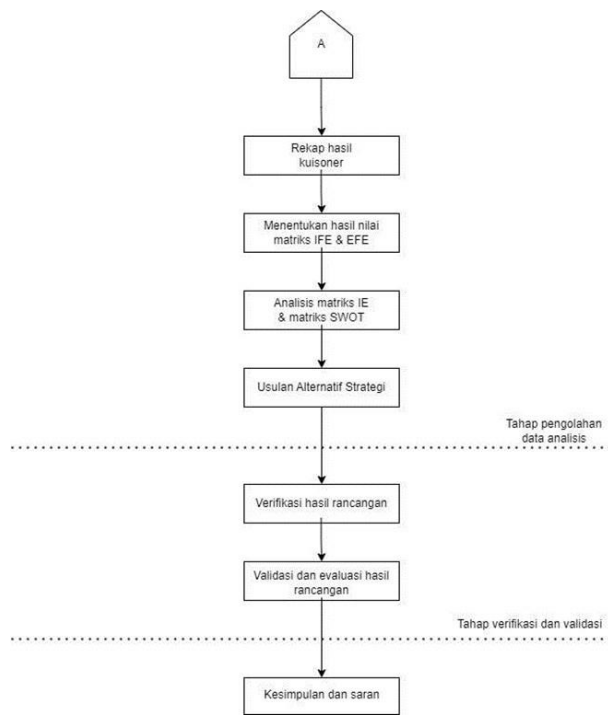 A
Rekap hasil
kuisoner
Menentukan hasil nilai
matriks IFE & EFE
Analisis matriks IE
& matriks SWOT
Usulan Alternatif Strategi
Tahap pengolahan
data analisis
Verifikasi hasil rancangan
Validasi dan evaluasi hasil
rancangan
Tahap verifikasi dan validasi
Kesimpulan dan saran